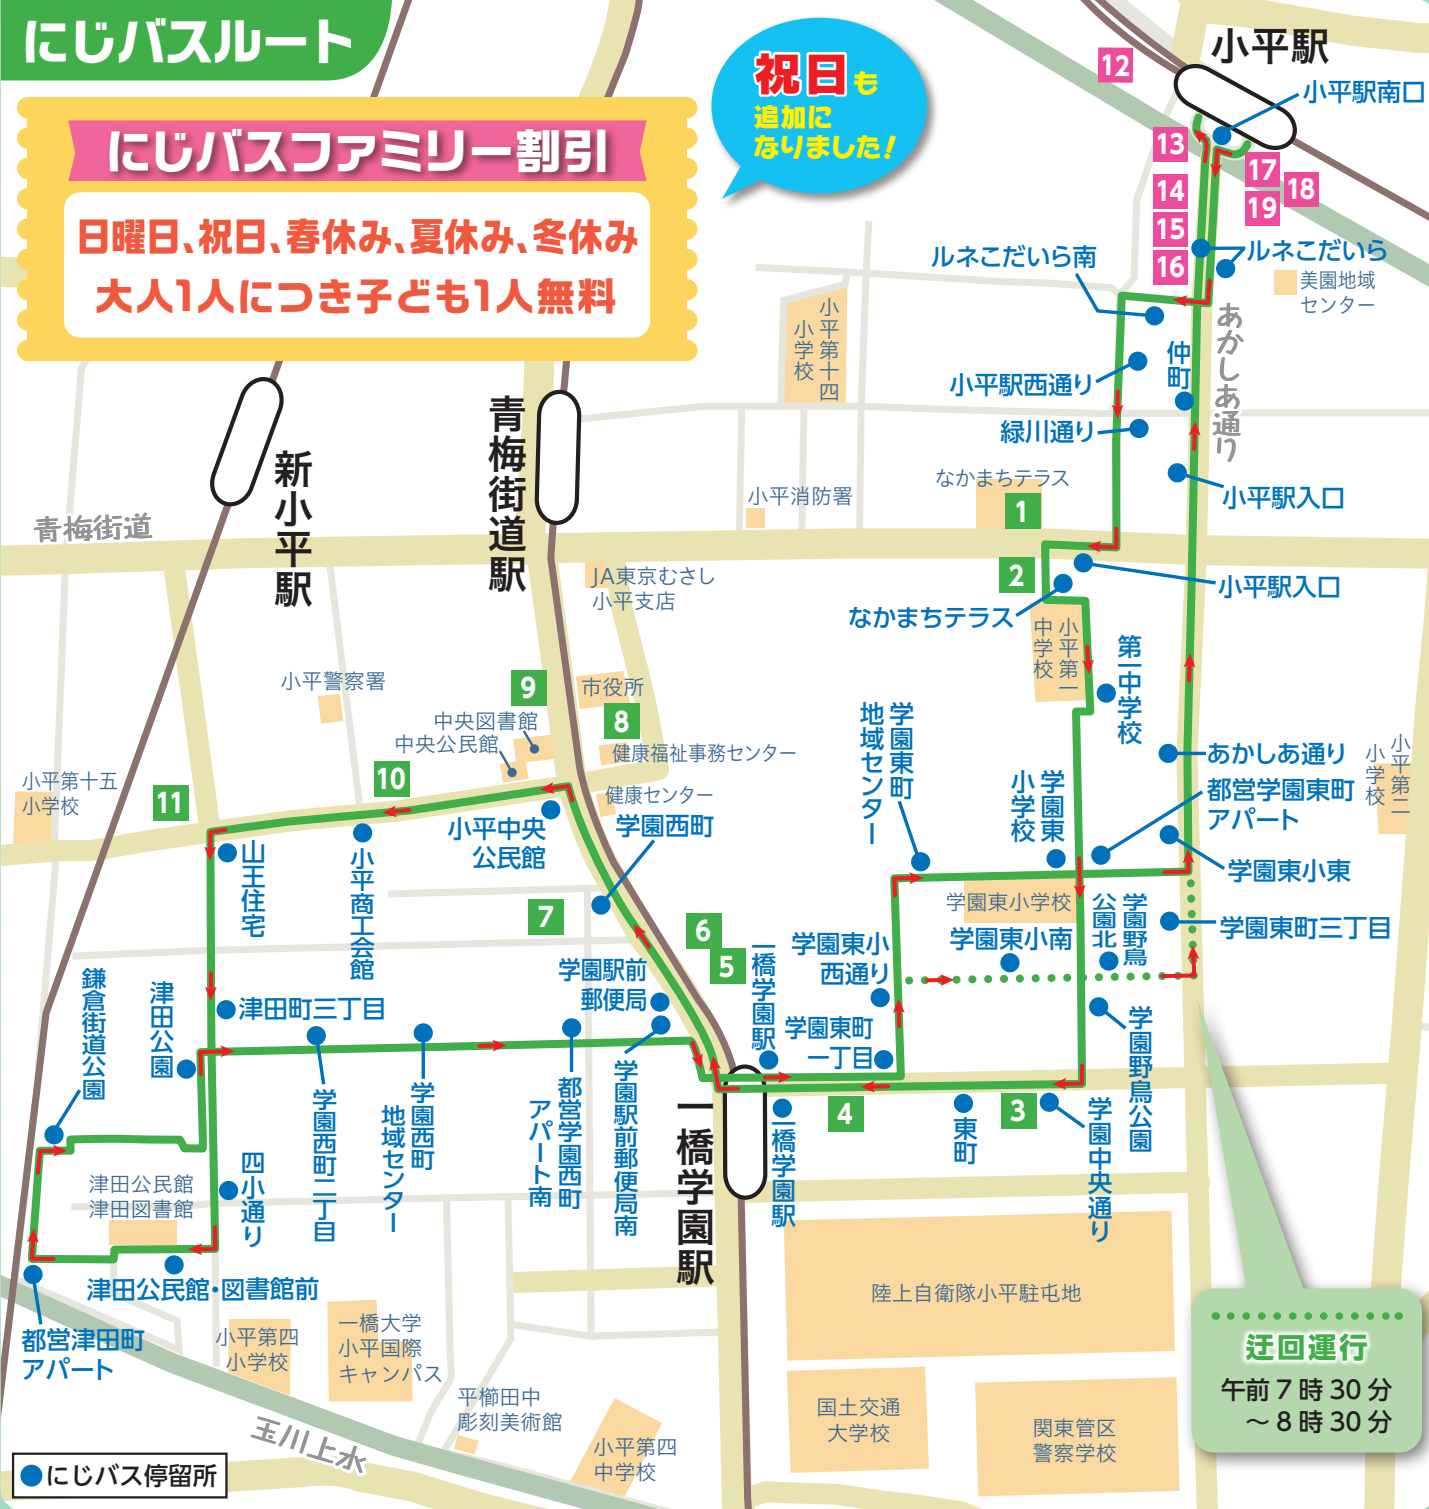 にじバスルート
にじバスファミリー割引
日曜日、祝日、春休み、夏休み、冬休み
大人1人につき子ども1人無料
祝日も
追加に
なりました!
小平駅
小平駅南口
12
13
14
15
16
17
18
19
ルネこだいら南
ルネこだいら
美園地域
センター
あかしあ通り
小平第十四
小学校
仲町
小平駅西通り
緑川通り
小平駅入口
なかまちテラス
小平消防署
1
青梅街道駅
新小平駅
青梅街道
2
小平駅入口
なかまちテラス
JA東京むさし
小平支店
小平第一
中学校
第一中学校
小平警察署
9
市役所
8
中央図書館
中央公民館
健康福祉事務センター
健康センター
学園東町
地域センター
あかしあ通り
小平第二
小学校
都営学園東町
アパート
学園東
小学校
小平第十五
小学校
11
10
小平中央
公民館
学園西町
山王住宅
小平商工会館
学園東小東
7
学園東小学校
学園東小南
学園野鳥
公園北
学園東町三丁目
6
5
一橋学園駅
学園東小
西通り
学園駅前
郵便局
鎌倉街道公園
津田公園
津田町三丁目
学園東町
一丁目
学園野鳥公園
学園西町二丁目
学園西町
地域センター
都営学園西町
アパート南
学園駅前郵便局南
一橋学園駅
一橋学園駅
4
東町
3
学園中央通り
四小通り
津田公民館
津田図書館
津田公民館・図書館前
都営津田町
アパート
小平第四
小学校
一橋大学
小平国際
キャンパス
陸上自衛隊小平駐屯地
平櫛田中
彫刻美術館
玉川上水
小平第四
中学校
国土交通
大学校
関東管区
警察学校
迂回運行
午前7時30分
～8時30分
にじバス停留所